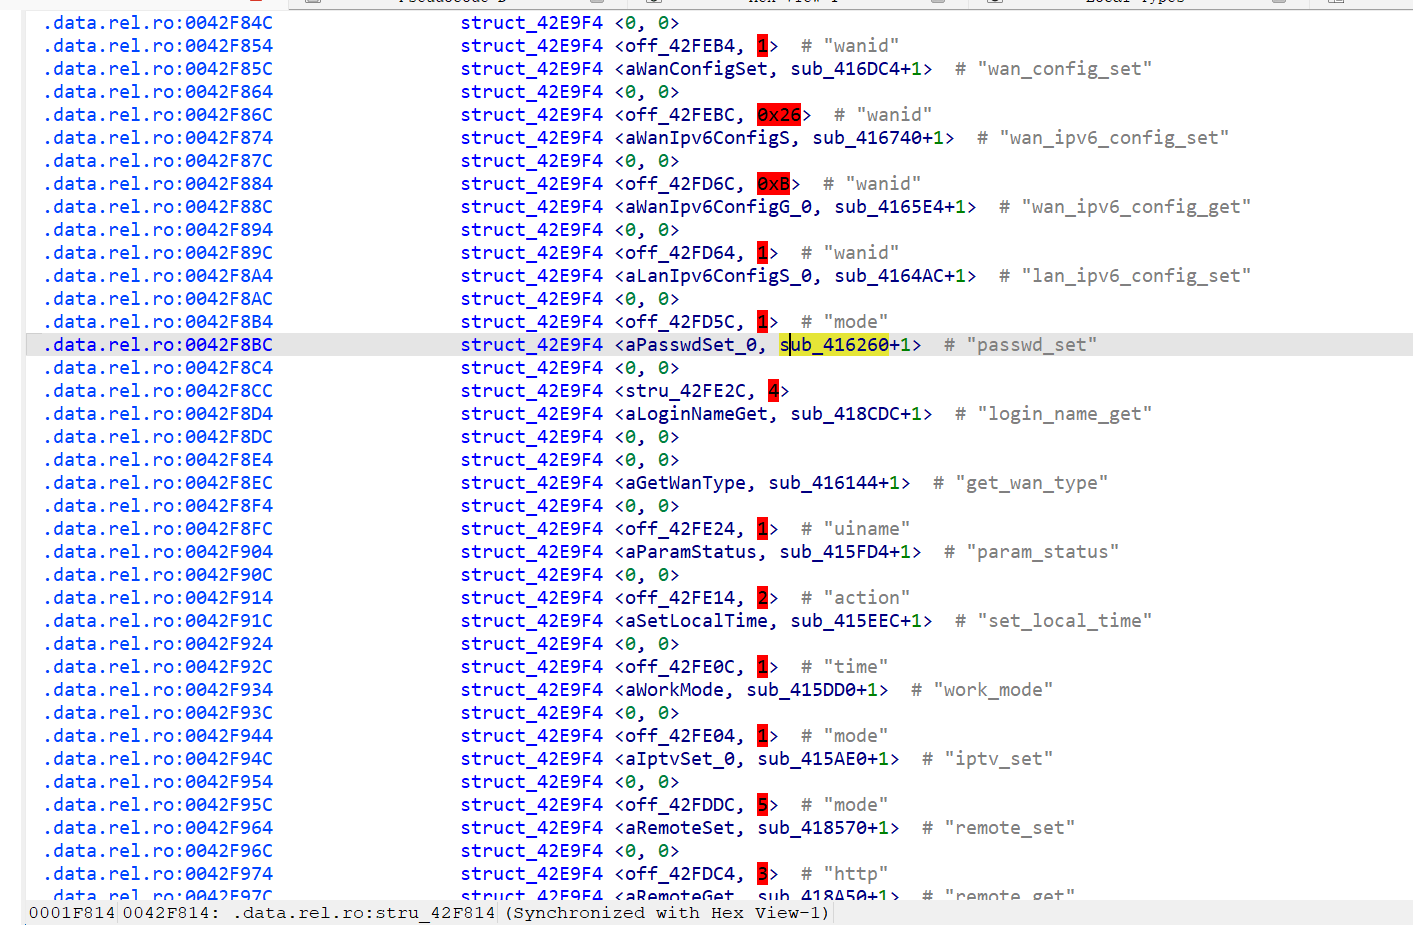 .data.rel.ro:0042F84C struct_42E9F4 <0, 0>
.data.rel.ro:0042F854 struct_42E9F4 <off_42FEB4, 1> # "wanid"
.data.rel.ro:0042F85C struct_42E9F4 <aWanConfigSet, sub_416DC4+1> # "wan_config_set"
.data.rel.ro:0042F864 struct_42E9F4 <0, 0>
.data.rel.ro:0042F86C struct_42E9F4 <off_42FEBC, 0x26> # "wanid"
.data.rel.ro:0042F874 struct_42E9F4 <aWanIpv6ConfigS, sub_416740+1> # "wan_ipv6_config_set"
.data.rel.ro:0042F87C struct_42E9F4 <0, 0>
.data.rel.ro:0042F884 struct_42E9F4 <off_42FD6C, 0xB> # "wanid"
.data.rel.ro:0042F88C struct_42E9F4 <aWanIpv6ConfigG_0, sub_4165E4+1> # "wan_ipv6_config_get"
.data.rel.ro:0042F894 struct_42E9F4 <0, 0>
.data.rel.ro:0042F89C struct_42E9F4 <off_42FD64, 1> # "wanid"
.data.rel.ro:0042F8A4 struct_42E9F4 <aLanIpv6ConfigS_0, sub_4164AC+1> # "lan_ipv6_config_set"
.data.rel.ro:0042F8AC struct_42E9F4 <0, 0>
.data.rel.ro:0042F8B4 struct_42E9F4 <off_42FD5C, 1> # "mode"
.data.rel.ro:0042F8BC struct_42E9F4 <aPasswdSet_0, sub_416260+1> # "passwd_set"
.data.rel.ro:0042F8C4 struct_42E9F4 <0, 0>
.data.rel.ro:0042F8CC struct_42E9F4 <stru_42FE2C, 4>
.data.rel.ro:0042F8D4 struct_42E9F4 <aLoginNameGet, sub_418CDC+1> # "login_name_get"
.data.rel.ro:0042F8DC struct_42E9F4 <0, 0>
.data.rel.ro:0042F8E4 struct_42E9F4 <0, 0>
.data.rel.ro:0042F8EC struct_42E9F4 <aGetWanType, sub_416144+1> # "get_wan_type"
.data.rel.ro:0042F8F4 struct_42E9F4 <0, 0>
.data.rel.ro:0042F8FC struct_42E9F4 <off_42FE24, 1> # "uiname"
.data.rel.ro:0042F904 struct_42E9F4 <aParamStatus, sub_415FD4+1> # "param_status"
.data.rel.ro:0042F90C struct_42E9F4 <0, 0>
.data.rel.ro:0042F914 struct_42E9F4 <off_42FE14, 2> # "action"
.data.rel.ro:0042F91C struct_42E9F4 <aSetLocalTime, sub_415EEC+1> # "set_local_time"
.data.rel.ro:0042F924 struct_42E9F4 <0, 0>
.data.rel.ro:0042F92C struct_42E9F4 <off_42FE0C, 1> # "time"
.data.rel.ro:0042F934 struct_42E9F4 <aWorkMode, sub_415DD0+1> # "work_mode"
.data.rel.ro:0042F93C struct_42E9F4 <0, 0>
.data.rel.ro:0042F944 struct_42E9F4 <off_42FE04, 1> # "mode"
.data.rel.ro:0042F94C struct_42E9F4 <aIptvSet_0, sub_415AE0+1> # "iptv_set"
.data.rel.ro:0042F954 struct_42E9F4 <0, 0>
.data.rel.ro:0042F95C struct_42E9F4 <off_42FDDC, 5> # "mode"
.data.rel.ro:0042F964 struct_42E9F4 <aRemoteSet, sub_418570+1> # "remote_set"
.data.rel.ro:0042F96C struct_42E9F4 <0, 0>
.data.rel.ro:0042F974 struct_42E9F4 <off_42FDC4, 3> # "http"
.data.rel.ro:0042F97C struct_42E9F4 <aRemoteGet, sub_418A50+1> # "remote_get"
0001F814 0042F814: .data.rel.ro:stru_42F814 (Synchronized with Hex View-1)